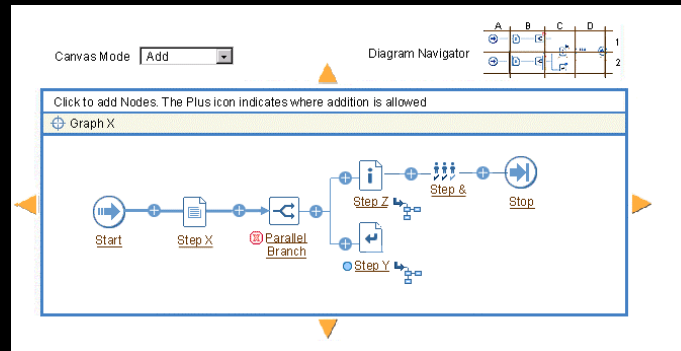 Canvas Mode Add
Diagram Navigator
A B C D
1
2
Click to add Nodes. The Plus icon indicates where addition is allowed
Graph X
Start
Step X
Parallel
Branch
Step Z
Step &
Stop
Step Y